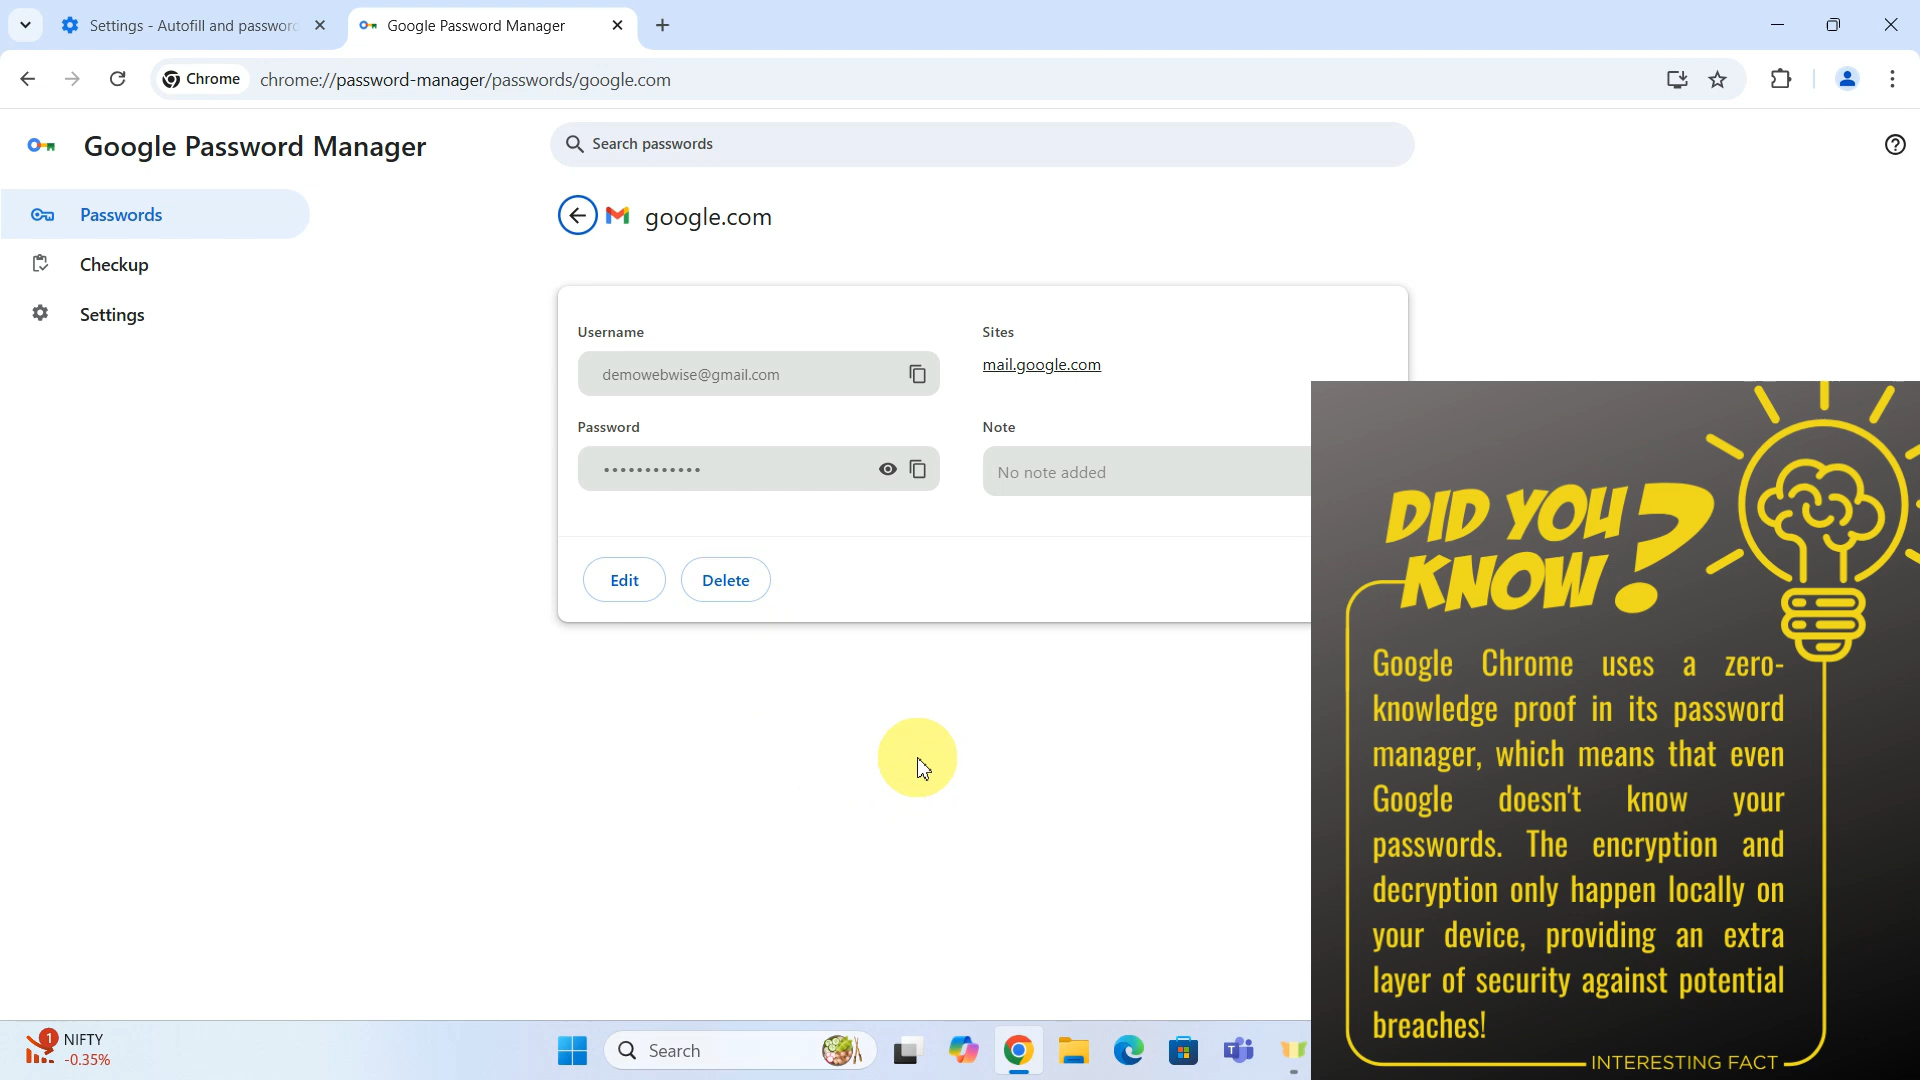 Settings - Autofill and password
Google Password Manager
Chrome
chrome://password-manager/passwords/google.com
Google Password Manager
Search passwords
Passwords
Checkup
Settings
google.com
Username
Sites
demowebwise@gmail.com
mail.google.com
Password
Note
••••••••••••
No note added
Edit
Delete
DID YOU
KNOW?
Google Chrome uses a zero-
knowledge proof in its password
manager, which means that even
Google doesn't know your
passwords. The encryption and
decryption only happen locally on
your device, providing an extra
layer of security against potential
breaches!
INTERESTING FACT
1
NIFTY
-0.35%
Search